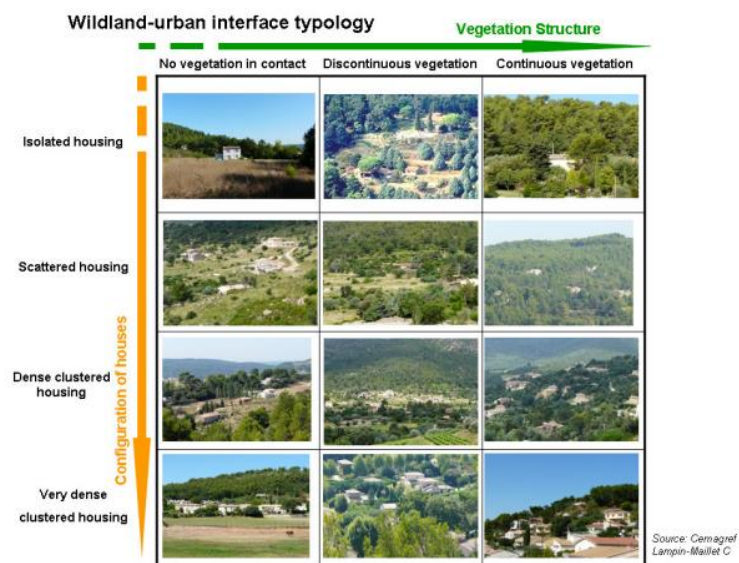 Wildland-urban interface typology
Vegetation Structure
No vegetation in contact
Discontinuous vegetation
Continuous vegetation
Isolated housing
Scattered housing
Dense clustered
housing
Very dense
clustered housing
Configuration of houses
Source: Cemagref
Lampin-Maillet C